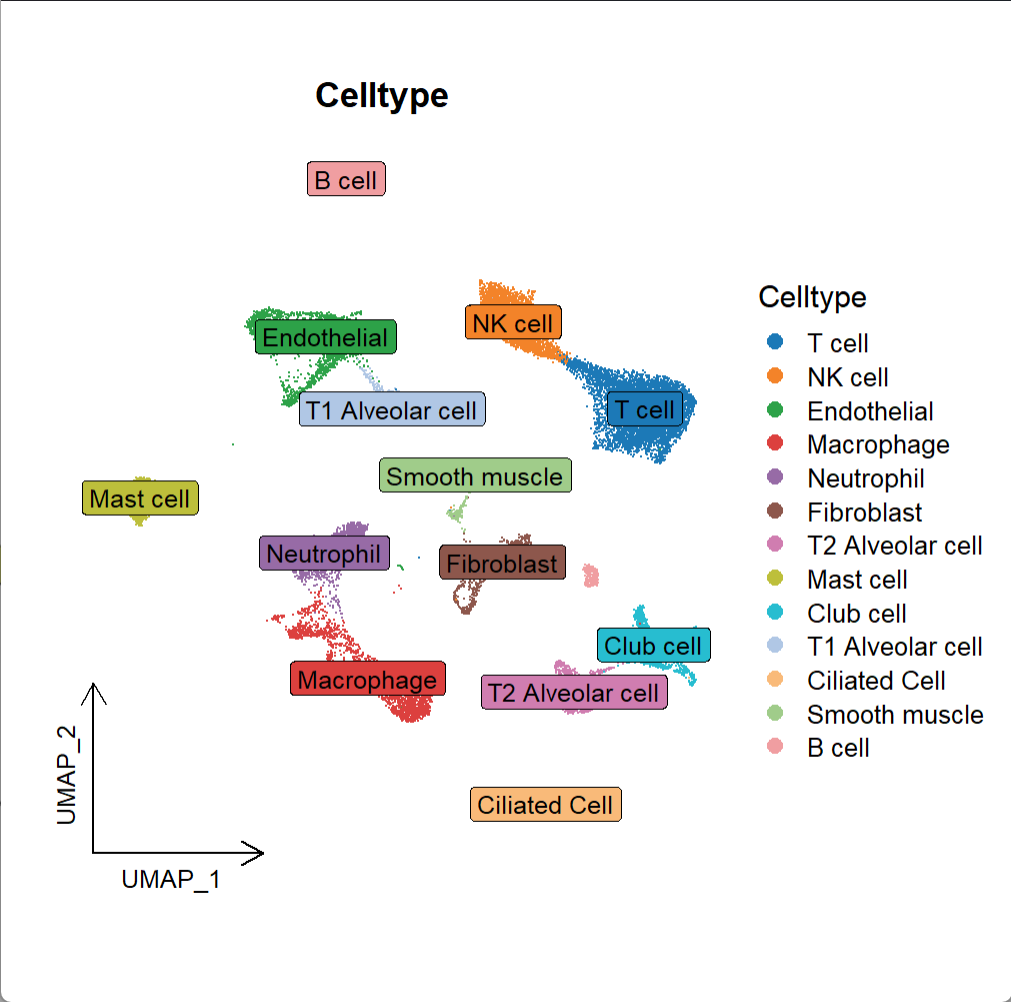 Celltype
B cell
NK cell
Endothelial
T1 Alveolar cell
T cell
Smooth muscle
Mast cell
Neutrophil
Fibroblast
Club cell
Macrophage
T2 Alveolar cell
Ciliated Cell
UMAP_2
UMAP_1
Celltype
T cell
NK cell
Endothelial
Macrophage
Neutrophil
Fibroblast
T2 Alveolar cell
Mast cell
Club cell
T1 Alveolar cell
Ciliated Cell
Smooth muscle
B cell